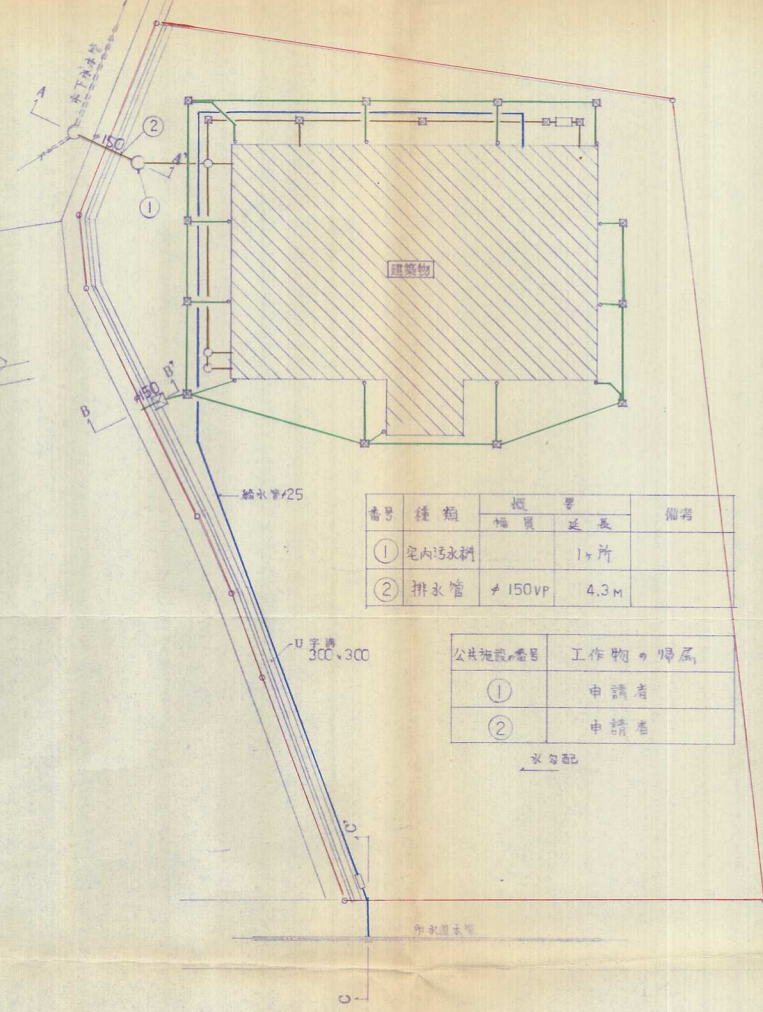 A
②
φ150
A'
①
建築物
B'
φ150
B
給水管φ25
番号 種類 概要 備考
幅員 延長
① 宅内汚水桝 1ヶ所
② 排水管 φ150VP 4.3M
U字溝
300×300
公共施設の番号 工作物の帰属
① 申請者
② 申請者
水勾配
C'
C